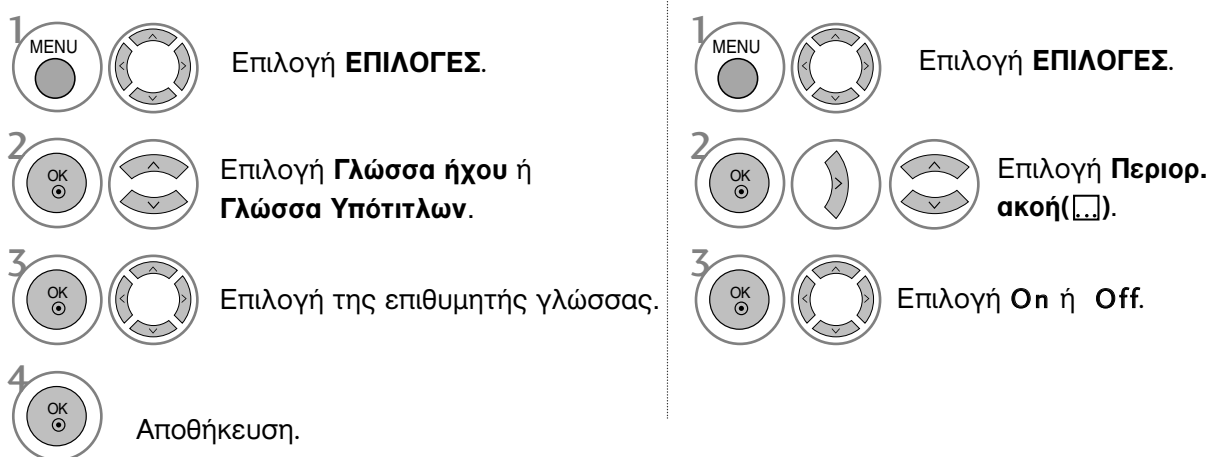 1
MENU
Επιλογή ΕΠΙΛΟΓΕΣ.
2
OK
Επιλογή Γλώσσα ήχου ή
Γλώσσα Υπότιτλων.
3
OK
Επιλογή της επιθυμητής γλώσσας.
4
OK
Αποθήκευση.
1
MENU
Επιλογή ΕΠΙΛΟΓΕΣ.
2
OK
Επιλογή Περιορ.
ακοή(...).
3
OK
Επιλογή On ή Off.